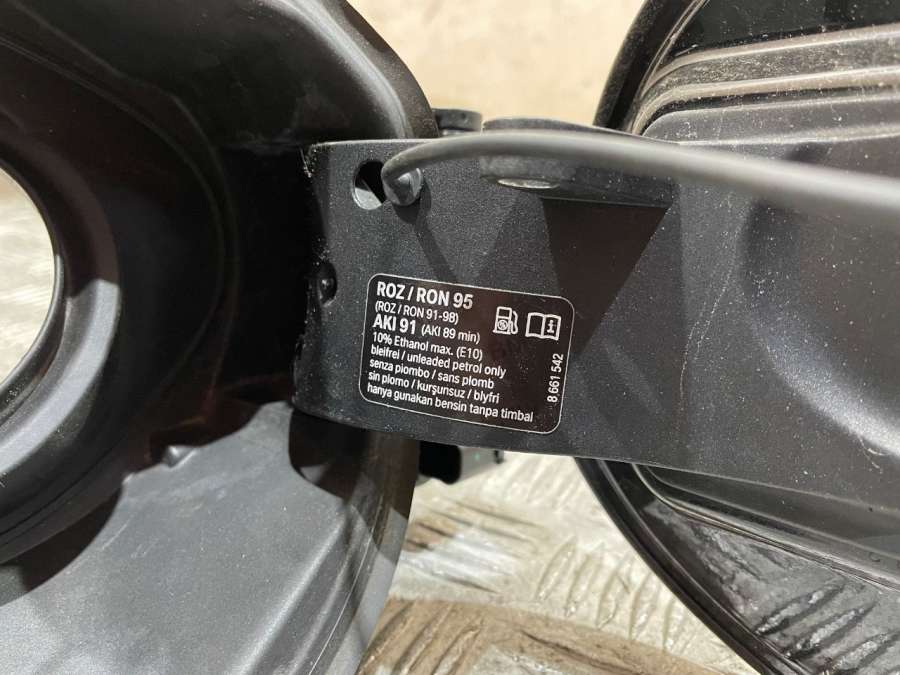 ROZ / RON 95
(ROZ / RON 91-98)
AKI 91 (AKI 89 min)
10% Ethanol max. (E10)
bleifrei / unleaded petrol only
senza piombo / sans plomb
sin plomo / kurşunsuz / blyfri
hanya gunakan bensin tanpa timbal
8 661 542